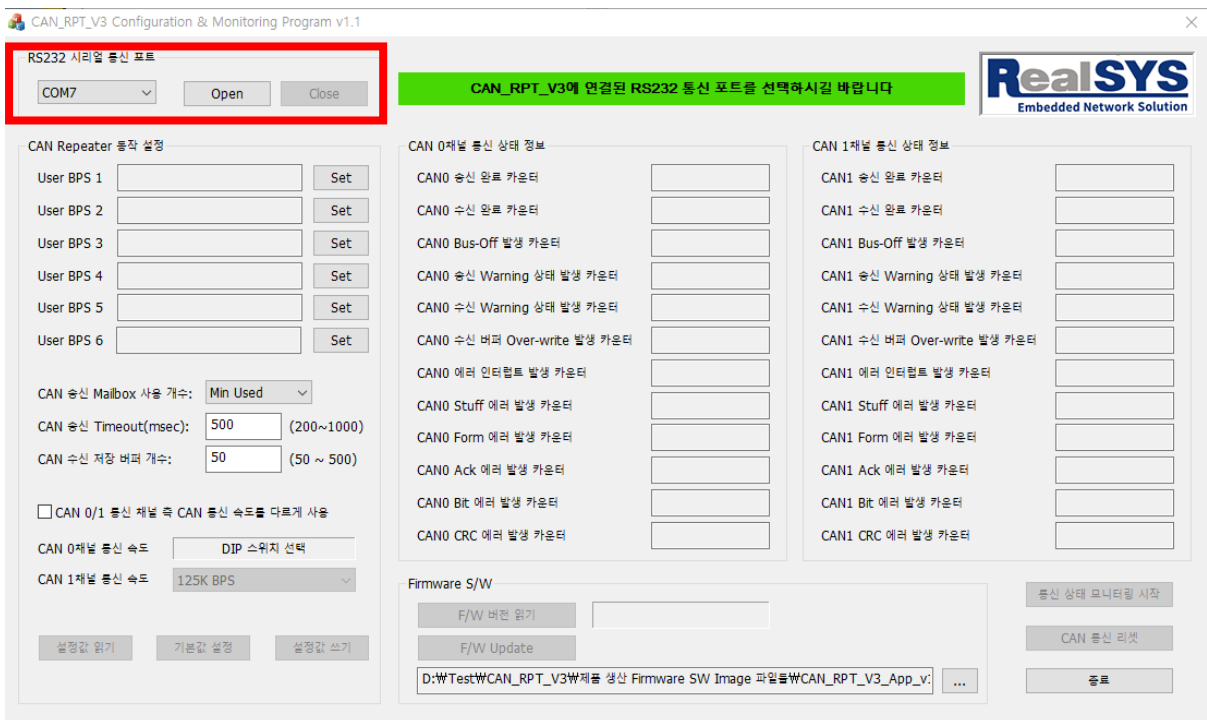 CAN_RPT_V3 Configuration & Monitoring Program v1.1
RS232 시리얼 통신 포트
COM7
Open
Close
CAN_RPT_V3에 연결된 RS232 통신 포트를 선택하시길 바랍니다
RealSYS
Embedded Network Solution
CAN Repeater 동작 설정
User BPS 1
Set
User BPS 2
Set
User BPS 3
Set
User BPS 4
Set
User BPS 5
Set
User BPS 6
Set
CAN 송신 Mailbox 사용 개수:
Min Used
CAN 송신 Timeout(msec):
500
(200~1000)
CAN 수신 저장 버퍼 개수:
50
(50 ~ 500)
CAN 0/1 통신 채널 즉 CAN 통신 속도를 다르게 사용
CAN 0채널 통신 속도
DIP 스위치 선택
CAN 1채널 통신 속도
125K BPS
설정값 읽기
기본값 설정
설정값 쓰기
CAN 0채널 통신 상태 정보
CAN0 송신 완료 카운터
CAN0 수신 완료 카운터
CAN0 Bus-Off 발생 카운터
CAN0 송신 Warning 상태 발생 카운터
CAN0 수신 Warning 상태 발생 카운터
CAN0 수신 버퍼 Over-write 발생 카운터
CAN0 에러 인터럽트 발생 카운터
CAN0 Stuff 에러 발생 카운터
CAN0 Form 에러 발생 카운터
CAN0 Ack 에러 발생 카운터
CAN0 Bit 에러 발생 카운터
CAN0 CRC 에러 발생 카운터
CAN 1채널 통신 상태 정보
CAN1 송신 완료 카운터
CAN1 수신 완료 카운터
CAN1 Bus-Off 발생 카운터
CAN1 송신 Warning 상태 발생 카운터
CAN1 수신 Warning 상태 발생 카운터
CAN1 수신 버퍼 Over-write 발생 카운터
CAN1 에러 인터럽트 발생 카운터
CAN1 Stuff 에러 발생 카운터
CAN1 Form 에러 발생 카운터
CAN1 Ack 에러 발생 카운터
CAN1 Bit 에러 발생 카운터
CAN1 CRC 에러 발생 카운터
Firmware S/W
F/W 버전 읽기
F/W Update
D:₩Test₩CAN_RPT_V3₩제품 생산 Firmware SW Image 파일들₩CAN_RPT_V3_App_v1
...
통신 상태 모니터링 시작
CAN 통신 리셋
종료